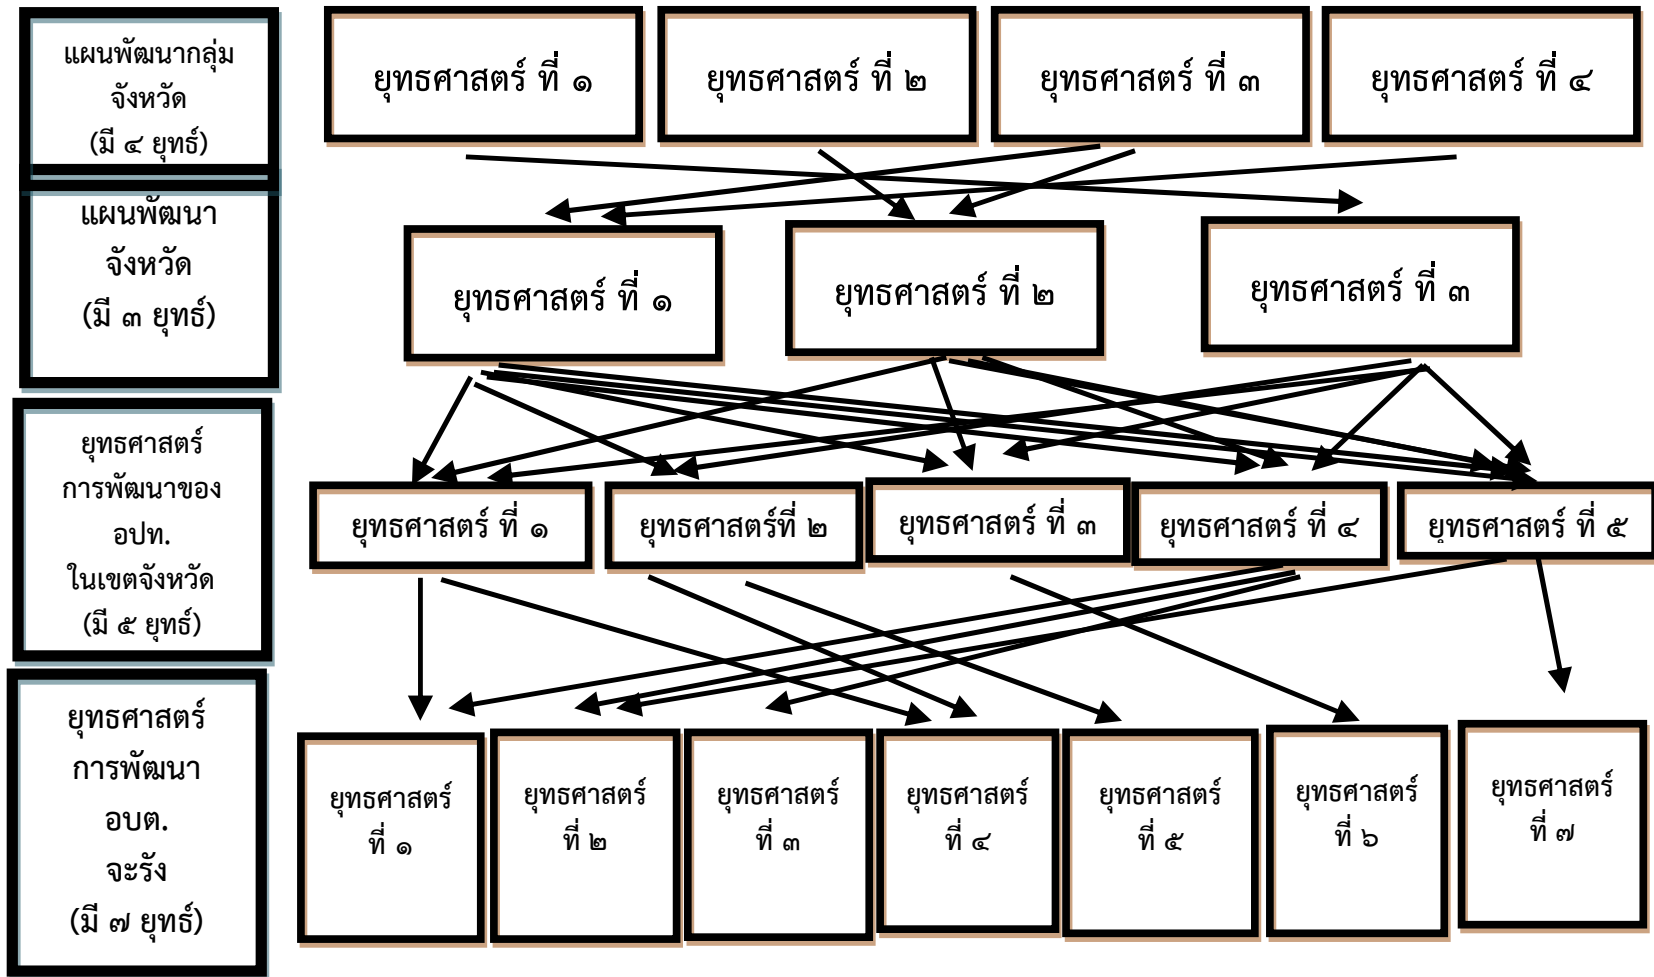 แผนพัฒนากลุ่ม
จังหวัด
(มี ๔ ยุทธ์)
ยุทธศาสตร์ ที่ ๑
ยุทธศาสตร์ ที่ ๒
ยุทธศาสตร์ ที่ ๓
ยุทธศาสตร์ ที่ ๔
แผนพัฒนา
จังหวัด
(มี ๓ ยุทธ์)
ยุทธศาสตร์ ที่ ๑
ยุทธศาสตร์ ที่ ๒
ยุทธศาสตร์ ที่ ๓
ยุทธศาสตร์
การพัฒนาของ
อปท.
ในเขตจังหวัด
(มี ๕ ยุทธ์)
ยุทธศาสตร์ ที่ ๑
ยุทธศาสตร์ที่ ๒
ยุทธศาสตร์ ที่ ๓
ยุทธศาสตร์ ที่ ๔
ยุทธศาสตร์ ที่ ๕
ยุทธศาสตร์
การพัฒนา
อบต.
จะรัง
(มี ๗ ยุทธ์)
ยุทธศาสตร์
ที่ ๑
ยุทธศาสตร์
ที่ ๒
ยุทธศาสตร์
ที่ ๓
ยุทธศาสตร์
ที่ ๔
ยุทธศาสตร์
ที่ ๕
ยุทธศาสตร์
ที่ ๖
ยุทธศาสตร์
ที่ ๗